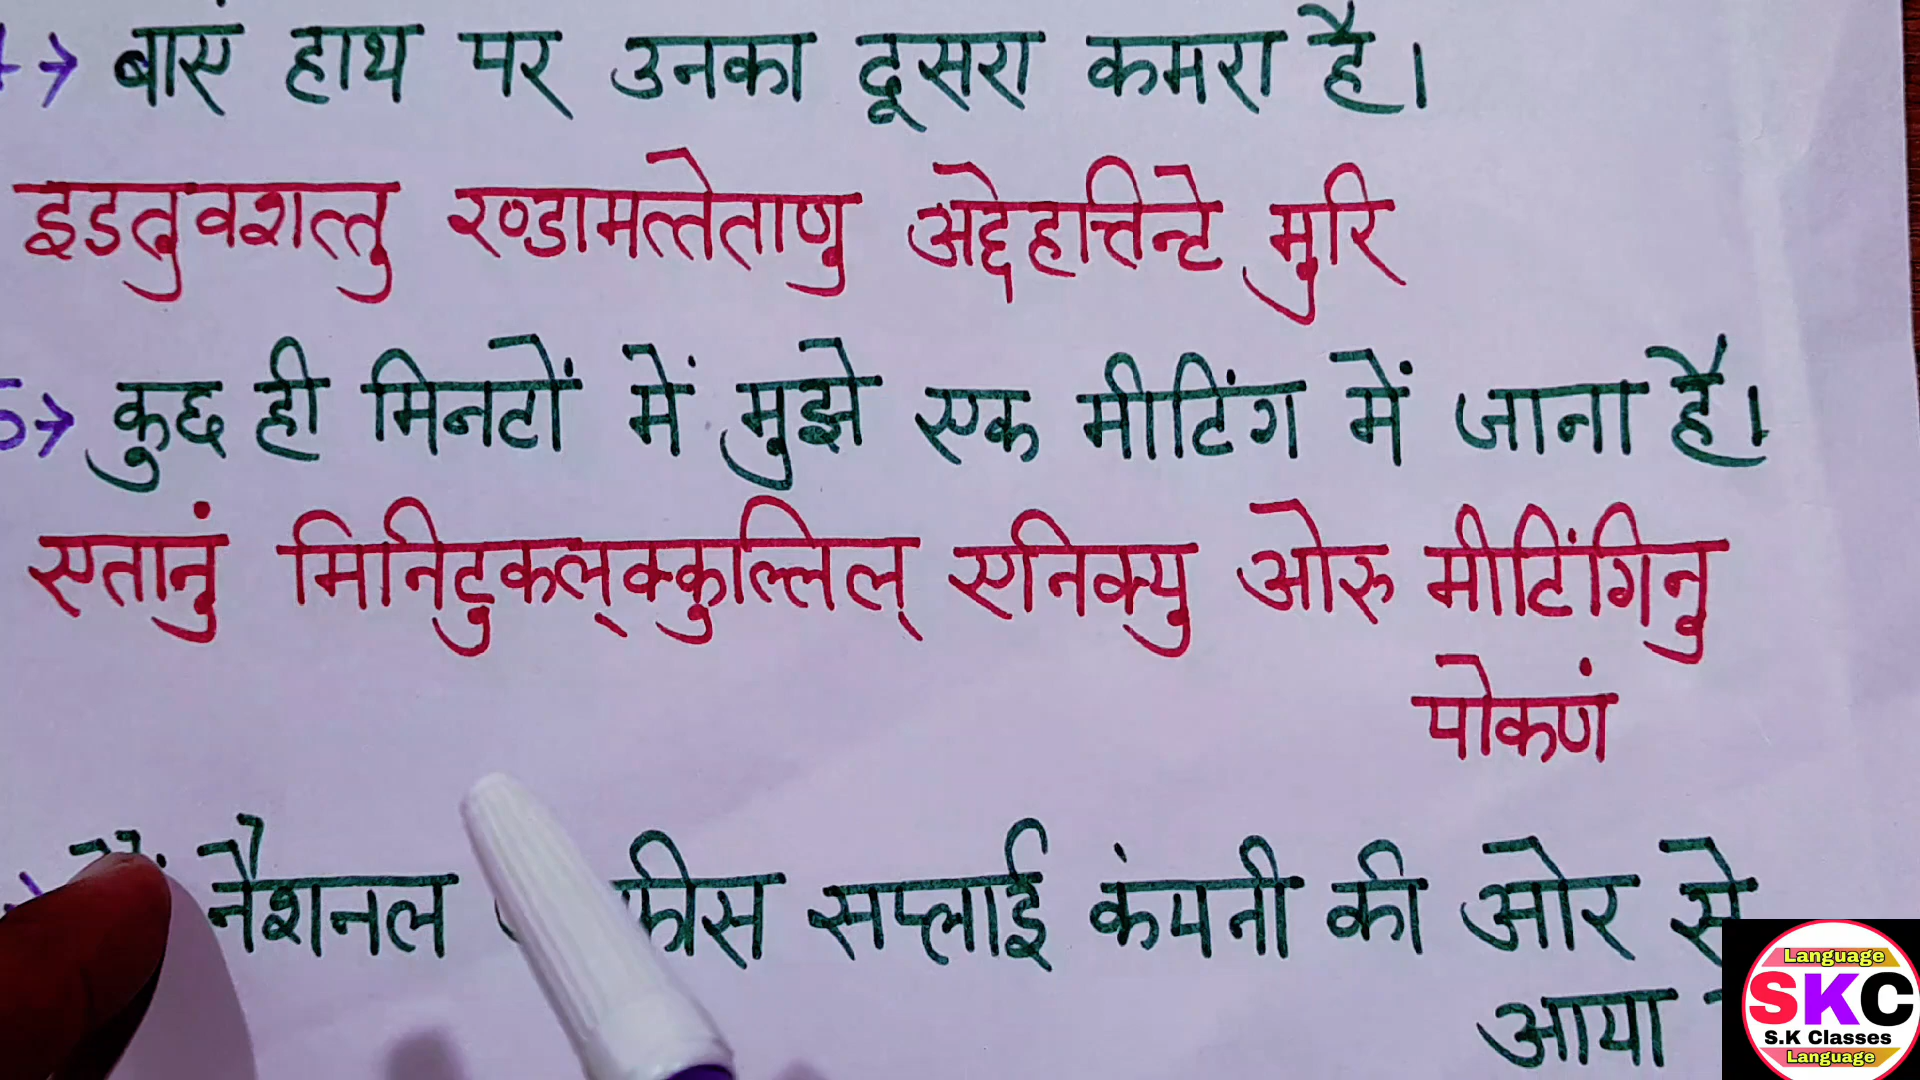 → बाएं हाथ पर उनका दूसरा कमरा है।
इडतुवशत्तु रण्डामत्तेताणु अद्देहत्तिन्टे मुरि
5→ कुछ ही मिनटों में मुझे एक मीटिंग में जाना है।
एतानुं मिनिटुकल्क्कुल्लिल् एनिक्यु ओरु मीटिंगिनु
पोकणं
नैशनल सप्लाई कंपनी की ओर से
आया
Language
SKC
S.K Classes
Language